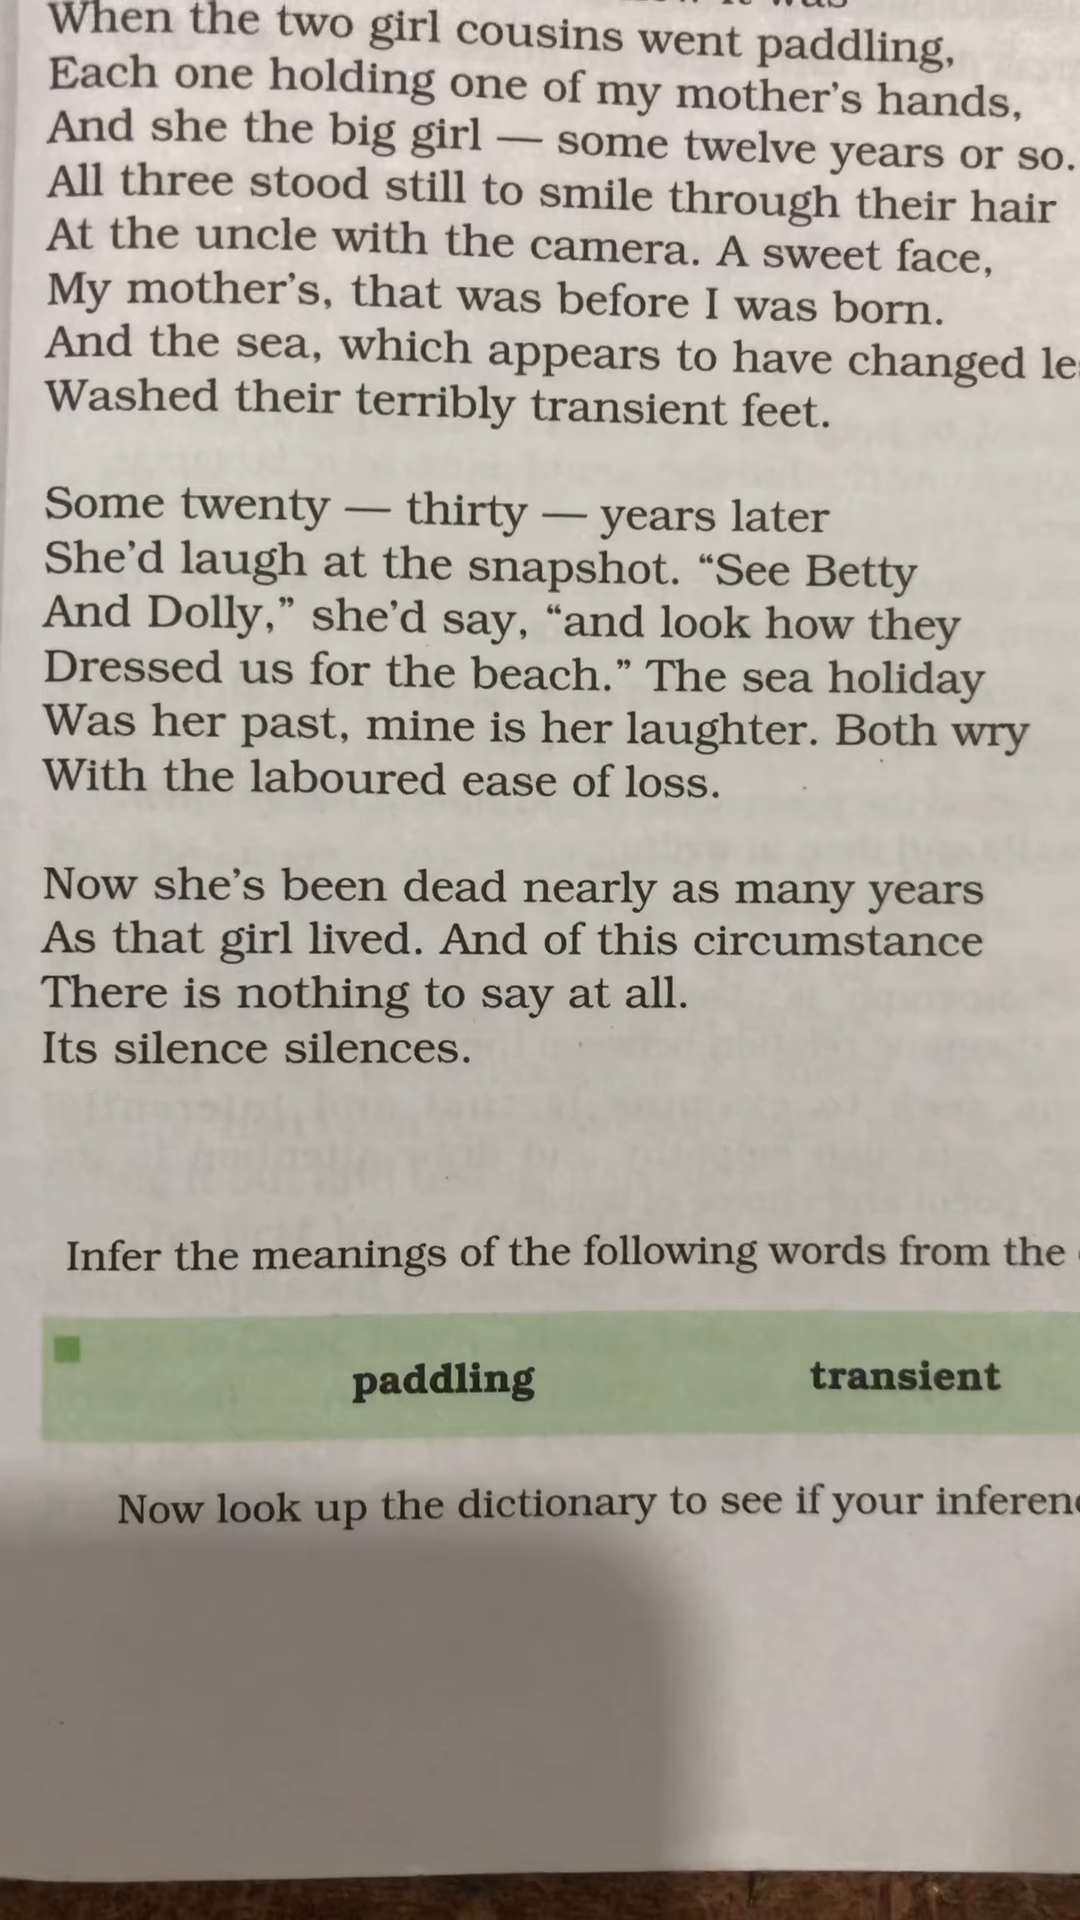 was
When the two girl cousins went paddling,
Each one holding one of my mother's hands,
And she the big girl — some twelve years or so.
All three stood still to smile through their hair
At the uncle with the camera. A sweet face,
My mother's, that was before I was born.
And the sea, which appears to have changed
Washed their terribly transient feet.
Some twenty — thirty — years later
She'd laugh at the snapshot. “See Betty
And Dolly,” she'd say, “and look how they
Dressed us for the beach.” The sea holiday
Was her past, mine is her laughter. Both wry
With the laboured ease of loss.
Now she's been dead nearly as many years
As that girl lived. And of this circumstance
There is nothing to say at all.
Its silence silences.
Infer the meanings of the following words from the
paddling transient
Now look up the dictionary to see if your